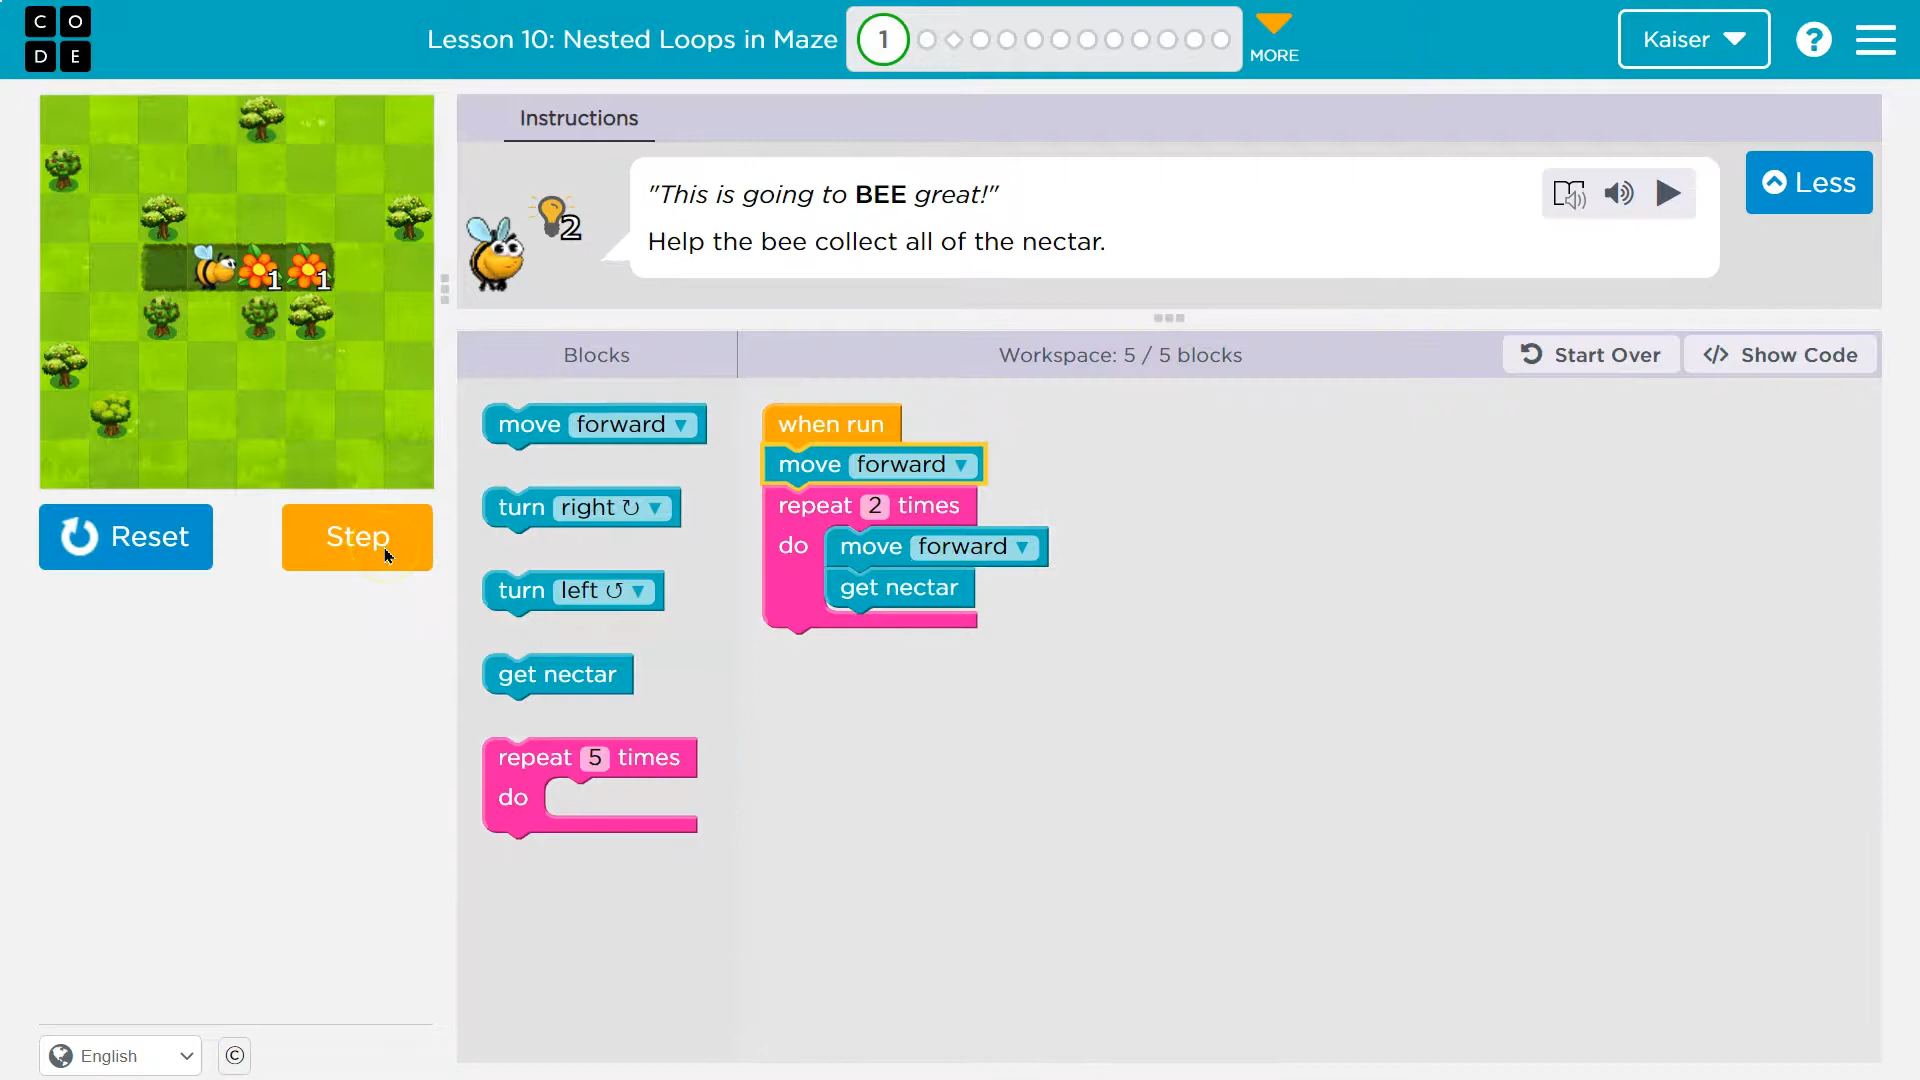 C O
D E
Lesson 10: Nested Loops in Maze
1
MORE
Kaiser
?
Instructions
2
"This is going to BEE great!"
Help the bee collect all of the nectar.
Less
1 1
Reset
Step
Blocks
Workspace: 5 / 5 blocks
Start Over
</> Show Code
move forward
turn right
turn left
get nectar
repeat 5 times
do
when run
move forward
repeat 2 times
do move forward
get nectar
English
©